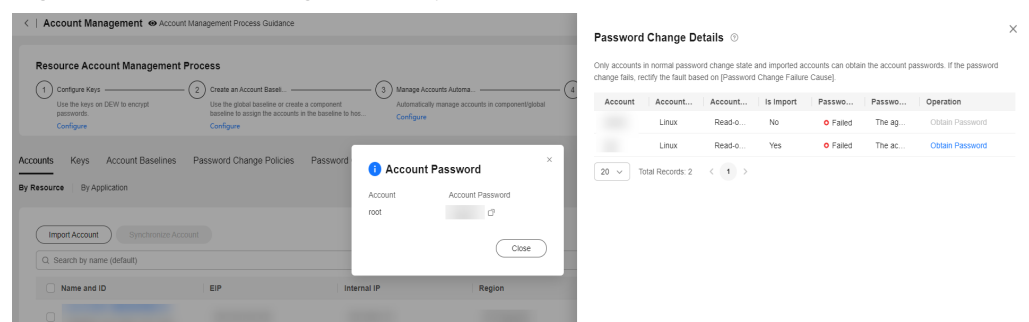 Account Management Account Management Process Guidance
Resource Account Management Process
1 Configure Keys
Use the keys on DEW to encrypt
passwords.
Configure
2 Create an Account Baseli...
Use the global baseline or create a component
baseline to assign the accounts in the baseline to hos...
Configure
3 Manage Accounts Automa...
Automatically manage accounts in component/global
Configure
4
Accounts Keys Account Baselines Password Change Policies Password
By Resource By Application
Import Account Synchronize Account
Search by name (default)
Name and ID EIP Internal IP Region
Account Password
Account Account Password
root
Close
Password Change Details
Only accounts in normal password change state and imported accounts can obtain the account passwords. If the password
change fails, rectify the fault based on [Password Change Failure Cause].
Account Account... Account... Is Import Passwo... Passwo... Operation
Linux Read-o... No Failed The ag... Obtain Password
Linux Read-o... Yes Failed The ac... Obtain Password
20 Total Records: 2 < 1 >